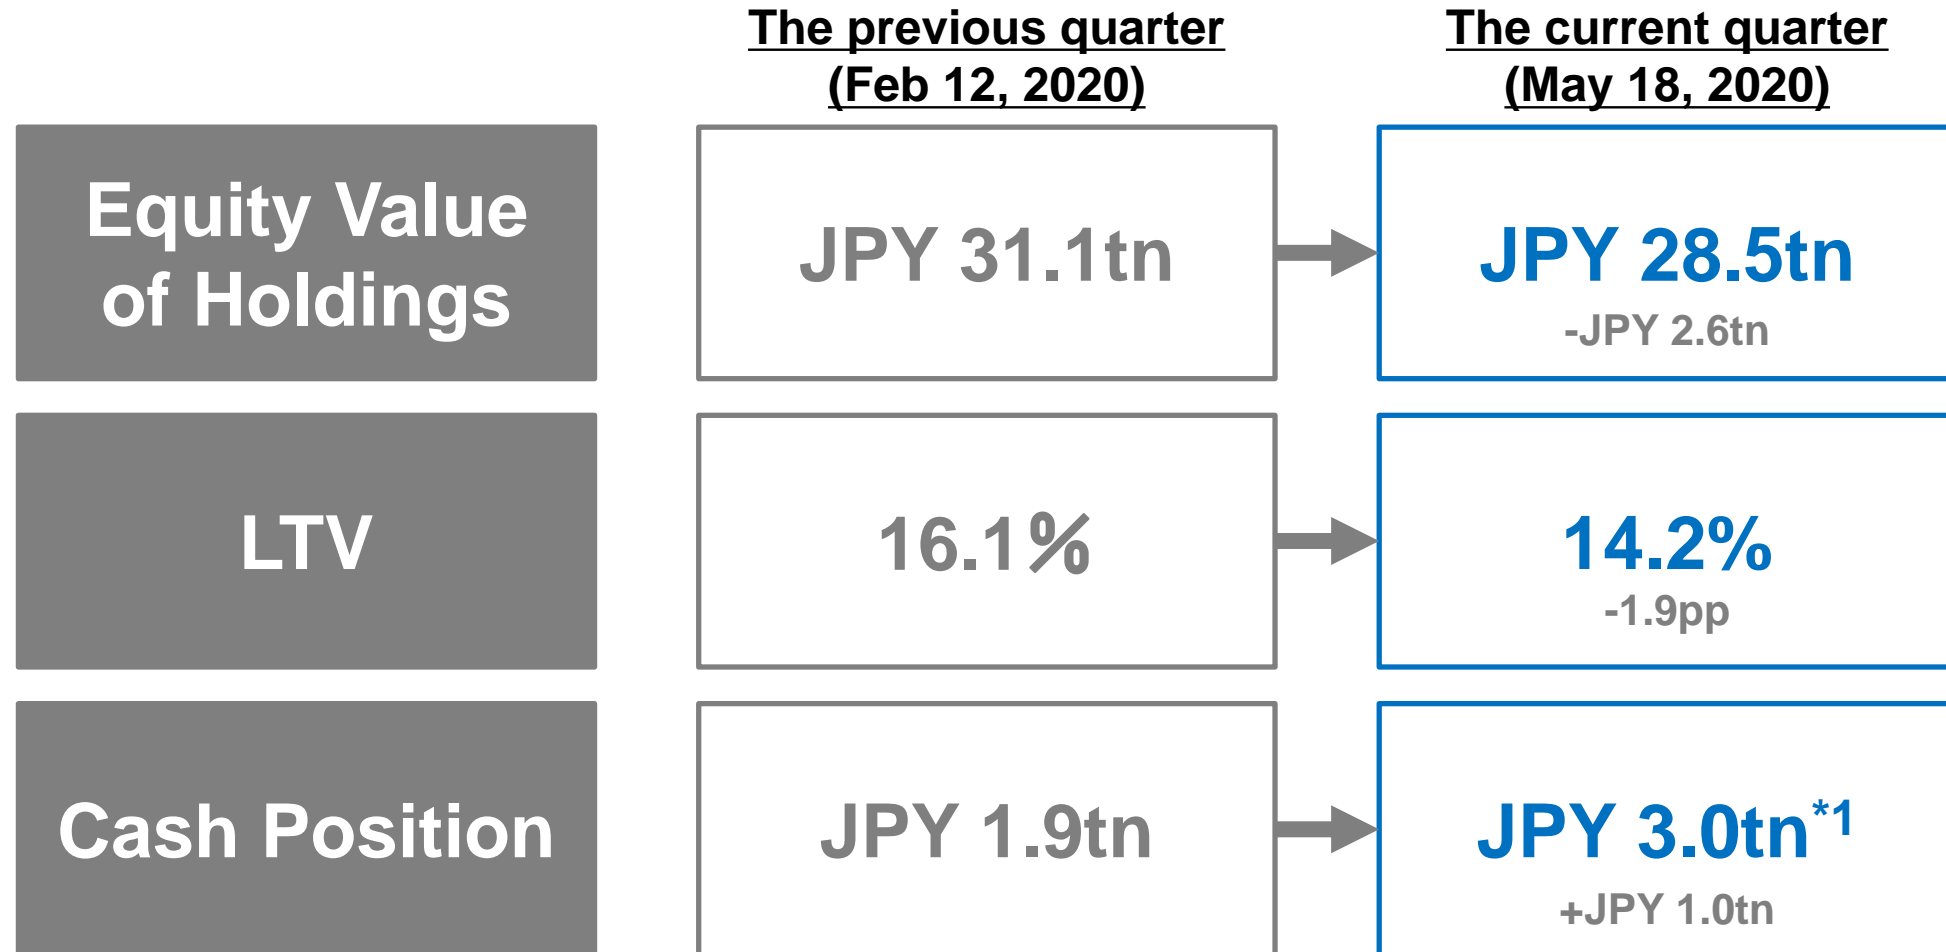 The previous quarter
(Feb 12, 2020)
The current quarter
(May 18, 2020)
Equity Value
of Holdings
JPY 31.1tn
JPY 28.5tn
-JPY 2.6tn
LTV
16.1％
14.2%
-1.9pp
Cash Position
JPY 1.9tn
JPY 3.0tn*1
+JPY 1.0tn